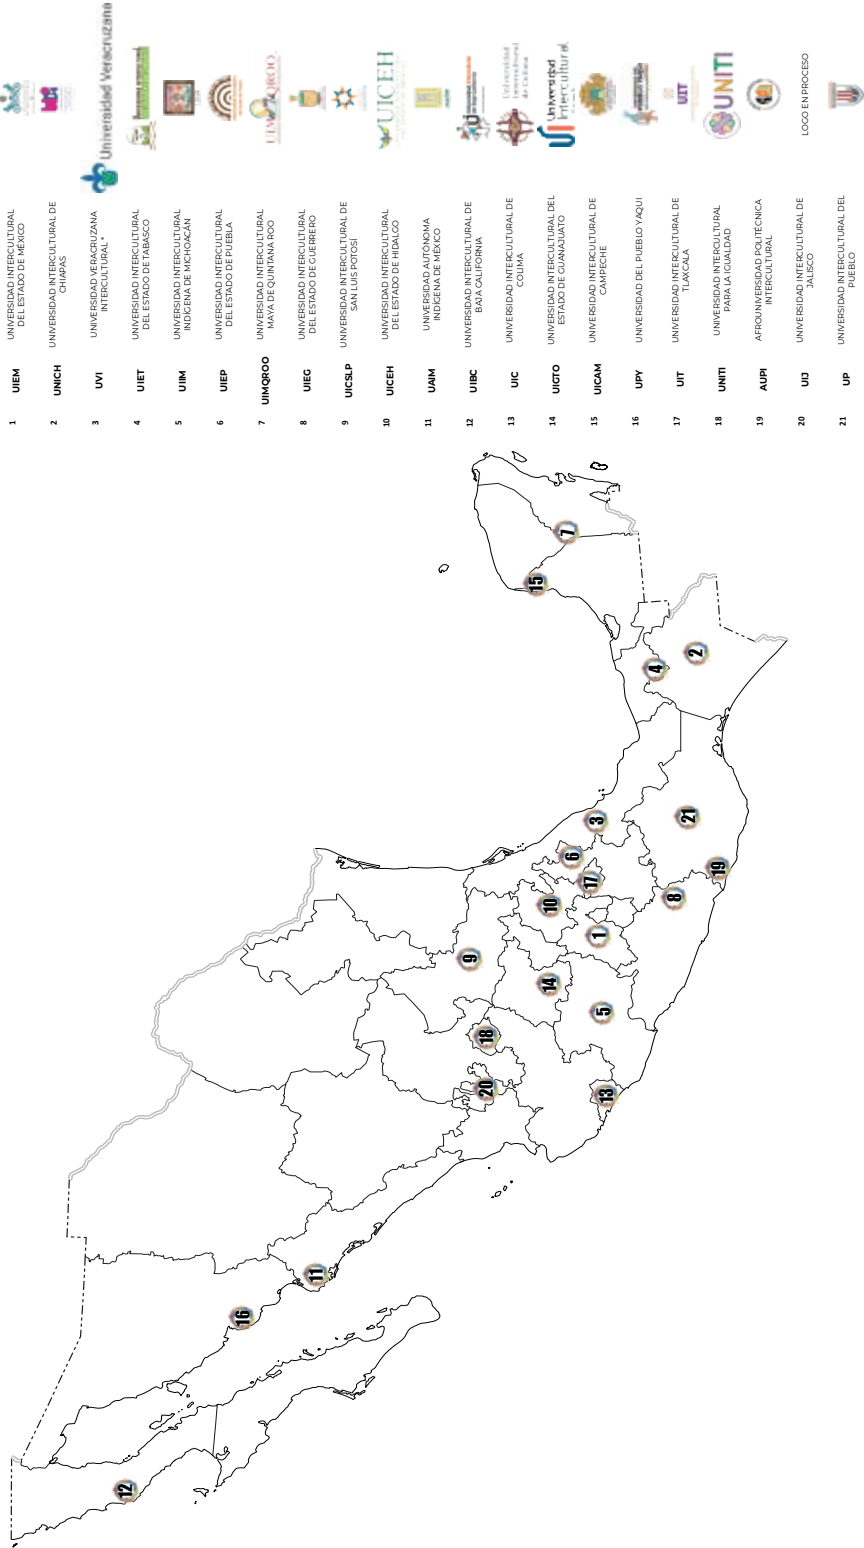 1
UIEM
UNIVERSIDAD INTERCULTURAL
DEL ESTADO DE MÉXICO
2
UNICH
UNIVERSIDAD INTERCULTURAL DE
CHIAPAS
3
UVI
UNIVERSIDAD VERACRUZANA
INTERCULTURAL *
Universidad Veracruzana
4
UIET
UNIVERSIDAD INTERCULTURAL
DEL ESTADO DE TABASCO
5
UIIM
UNIVERSIDAD INTERCULTURAL
INDÍGENA DE MICHOACÁN
6
UIEP
UNIVERSIDAD INTERCULTURAL
DEL ESTADO DE PUEBLA
7
UIMQROO
UNIVERSIDAD INTERCULTURAL
MAYA DE QUINTANA ROO
8
UIEG
UNIVERSIDAD INTERCULTURAL
DEL ESTADO DE GUERRERO
9
UICSLP
UNIVERSIDAD INTERCULTURAL DE
SAN LUIS POTOSÍ
10
UICEH
UNIVERSIDAD INTERCULTURAL
DEL ESTADO DE HIDALGO
UICEH
11
UAIM
UNIVERSIDAD AUTÓNOMA
INDÍGENA DE MÉXICO
12
UIBC
UNIVERSIDAD INTERCULTURAL DE
BAJA CALIFORNIA
13
UIC
UNIVERSIDAD INTERCULTURAL DE
COLIMA
Universidad
Intercultural
de Colima
14
UIGTO
UNIVERSIDAD INTERCULTURAL DEL
ESTADO DE GUANAJUATO
UI Universidad
Intercultural
15
UICAM
UNIVERSIDAD INTERCULTURAL DE
CAMPECHE
16
UPY
UNIVERSIDAD DEL PUEBLO YAQUI
17
UIT
UNIVERSIDAD INTERCULTURAL DE
TLAXCALA
UIT
18
UNITI
UNIVERSIDAD INTERCULTURAL
PARA LA IGUALDAD
UNITI
19
AUPI
AFROUNIVERSIDAD POLITÉCNICA
INTERCULTURAL
20
UIJ
UNIVERSIDAD INTERCULTURAL DE
JALISCO
LOGO EN PROCESO
21
UP
UNIVERSIDAD INTERCULTURAL DEL
PUEBLO
12
16
11
20
18
9
13
5
14
1
10
17
6
3
8
19
21
4
2
15
7